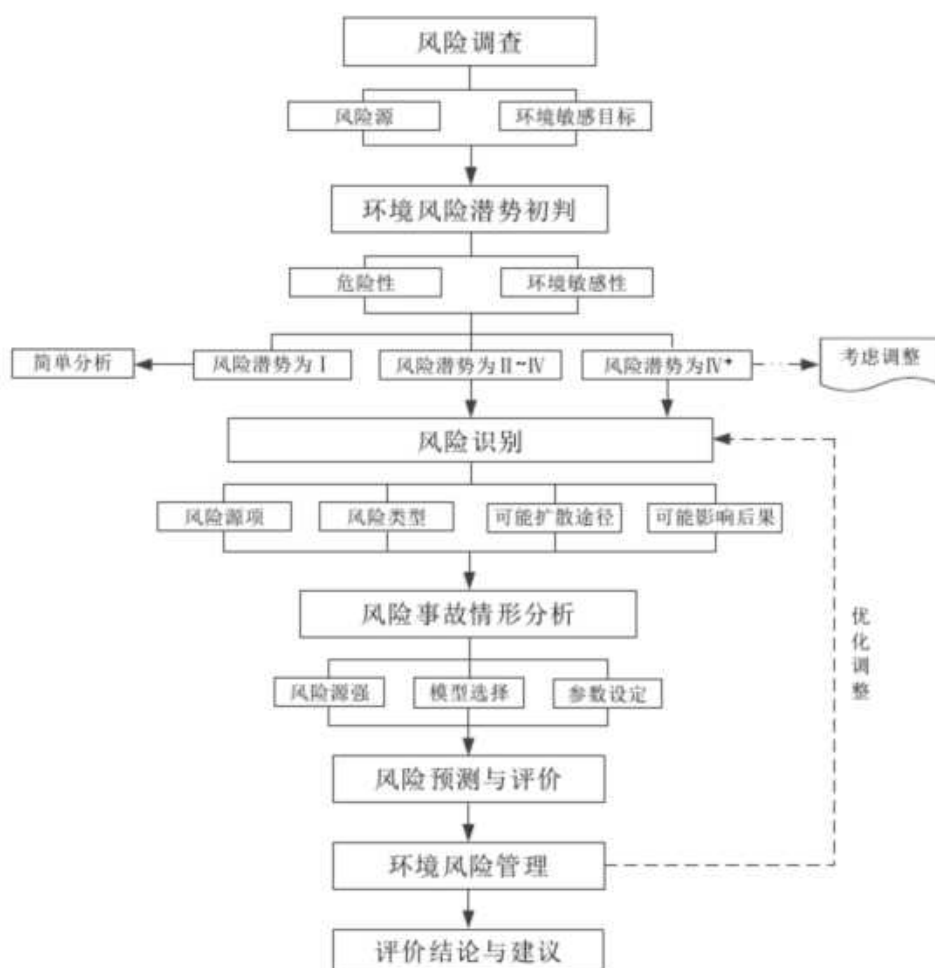 风险调查
风险源
环境敏感目标
环境风险潜势初判
危险性
环境敏感性
简单分析
风险潜势为Ⅰ
风险潜势为Ⅱ~Ⅳ
风险潜势为Ⅳ⁺
考虑调整
风险识别
风险源项
风险类型
可能扩散途径
可能影响后果
风险事故情形分析
风险源强
模型选择
参数设定
优化调整
风险预测与评价
环境风险管理
评价结论与建议